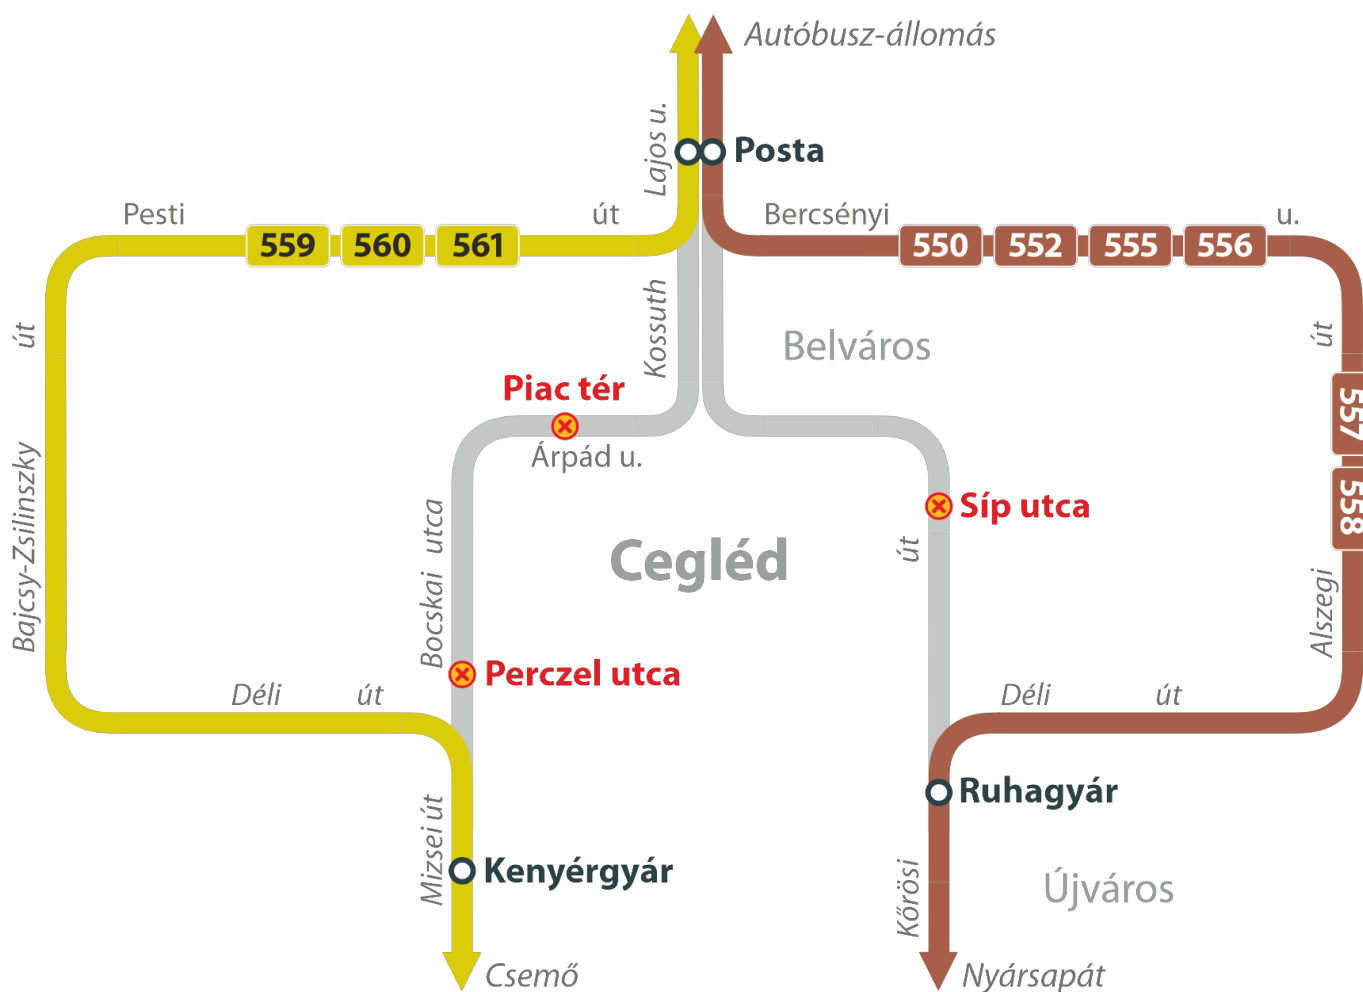 Autóbusz-állomás
Lajos u.
Posta
Pesti út
Bercsényi u.
559 560 561
550 552 555 556
út
Kossuth
Belváros
út
Piac tér
557
Árpád u.
Bajcsy-Zsilinszky
Bocskai utca
Síp utca
558
út
Cegléd
Alszegi
Perczel utca
Déli út
Déli út
Ruhagyár
Mizsei út
Kenyérgyár
Kőrösi
Újváros
Csemő
Nyársapát